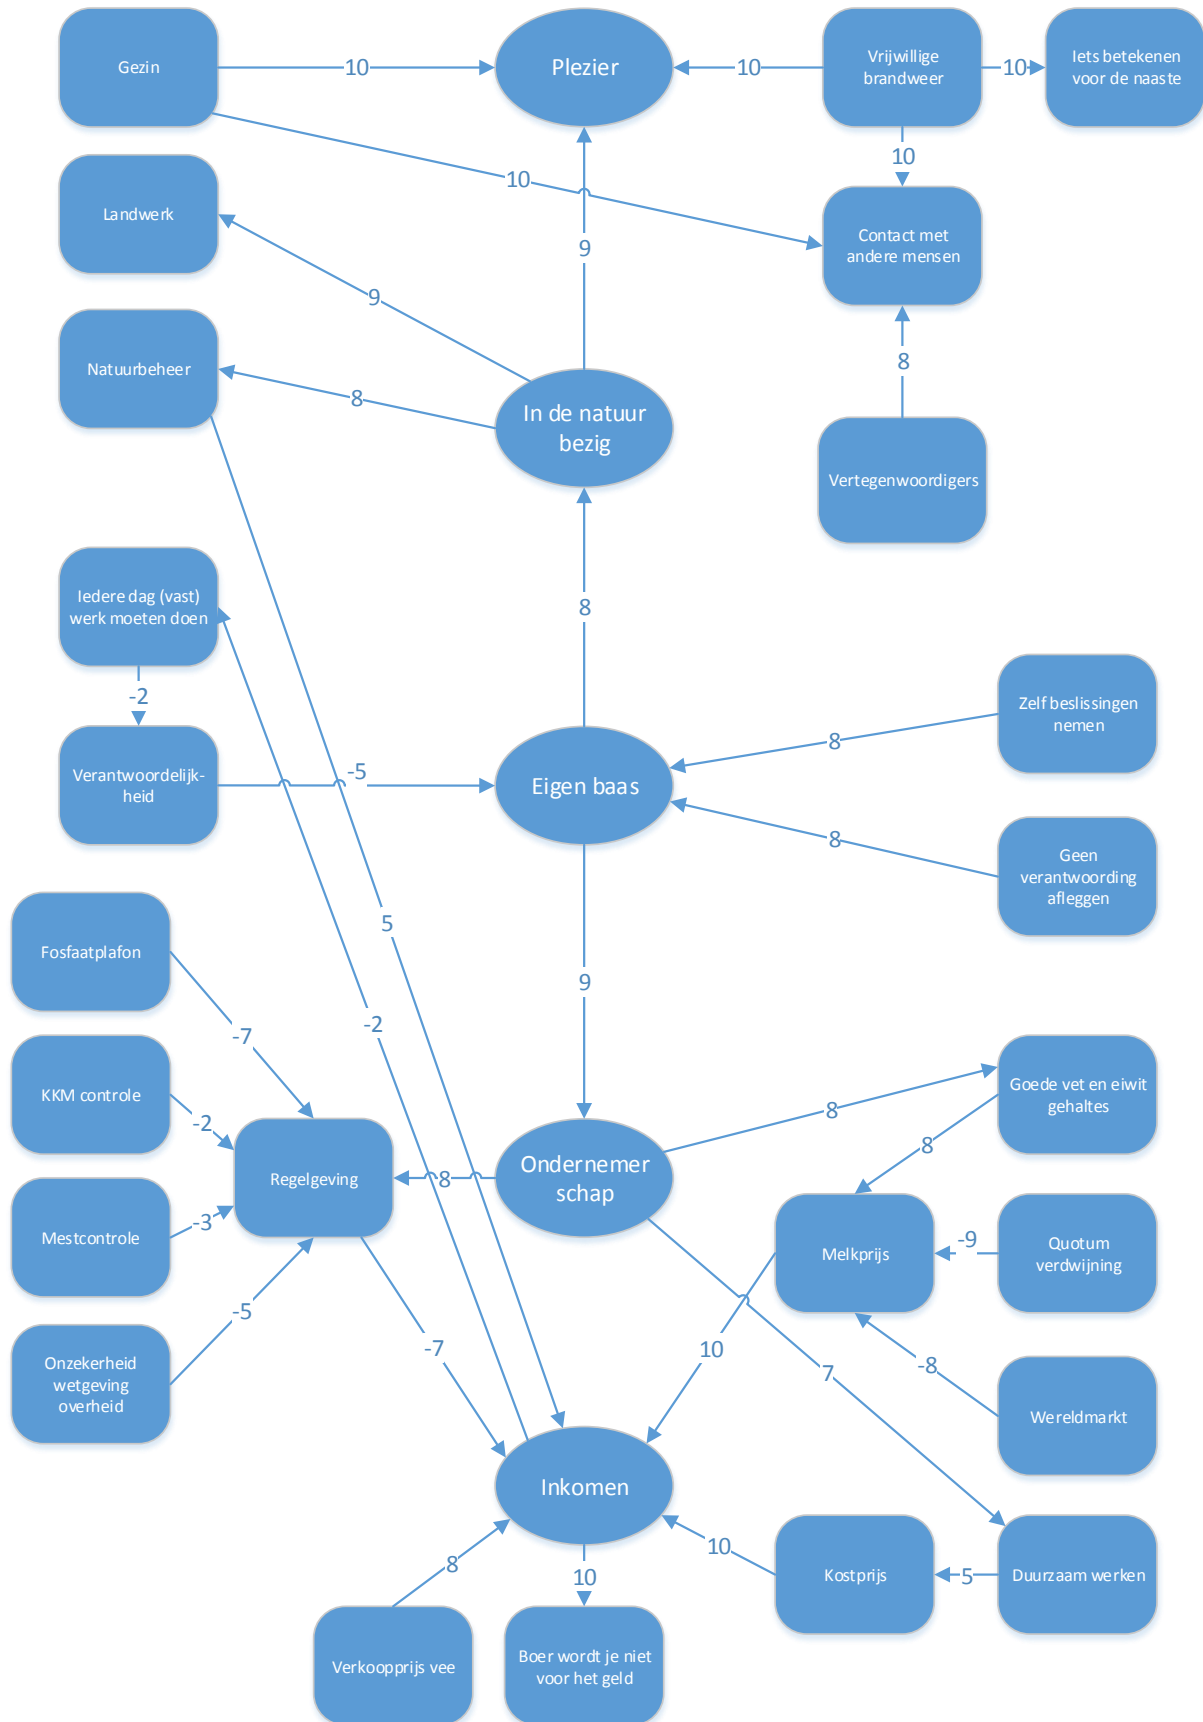 Gezin
10
Plezier
10
Vrijwillige
brandweer
10
Iets betekenen
voor de naaste
10
10
Landwerk
Contact met
andere mensen
9
9
Natuurbeheer
8
8
In de natuur
bezig
Vertegenwoordigers
Iedere dag (vast)
werk moeten doen
8
-2
Zelf beslissingen
nemen
8
Verantwoordelijk-
heid
-5
Eigen baas
8
Geen
verantwoording
afleggen
Fosfaatplafon
5
9
-7
-2
KKM controle
-2
Goede vet en eiwit
gehaltes
8
8
Regelgeving
8
Ondernemer
schap
Mestcontrole
-3
Melkprijs
-9
Quotum
verdwijning
-5
-7
10
-8
7
Onzekerheid
wetgeving
overheid
Wereldmarkt
Inkomen
8
10
10
Kostprijs
5
Duurzaam werken
Verkoopprijs vee
Boer wordt je niet
voor het geld